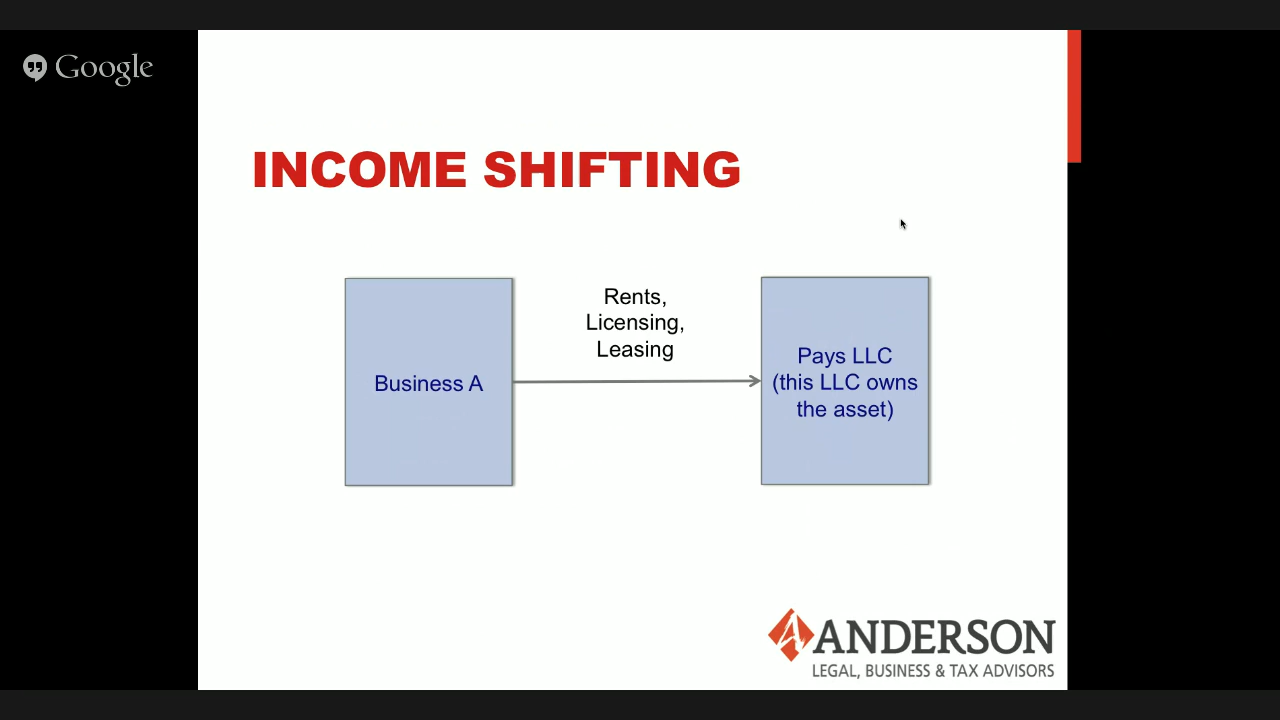 Google
INCOME SHIFTING
Rents,
Licensing,
Leasing
Business A
Pays LLC
(this LLC owns
the asset)
ANDERSON
LEGAL, BUSINESS & TAX ADVISORS